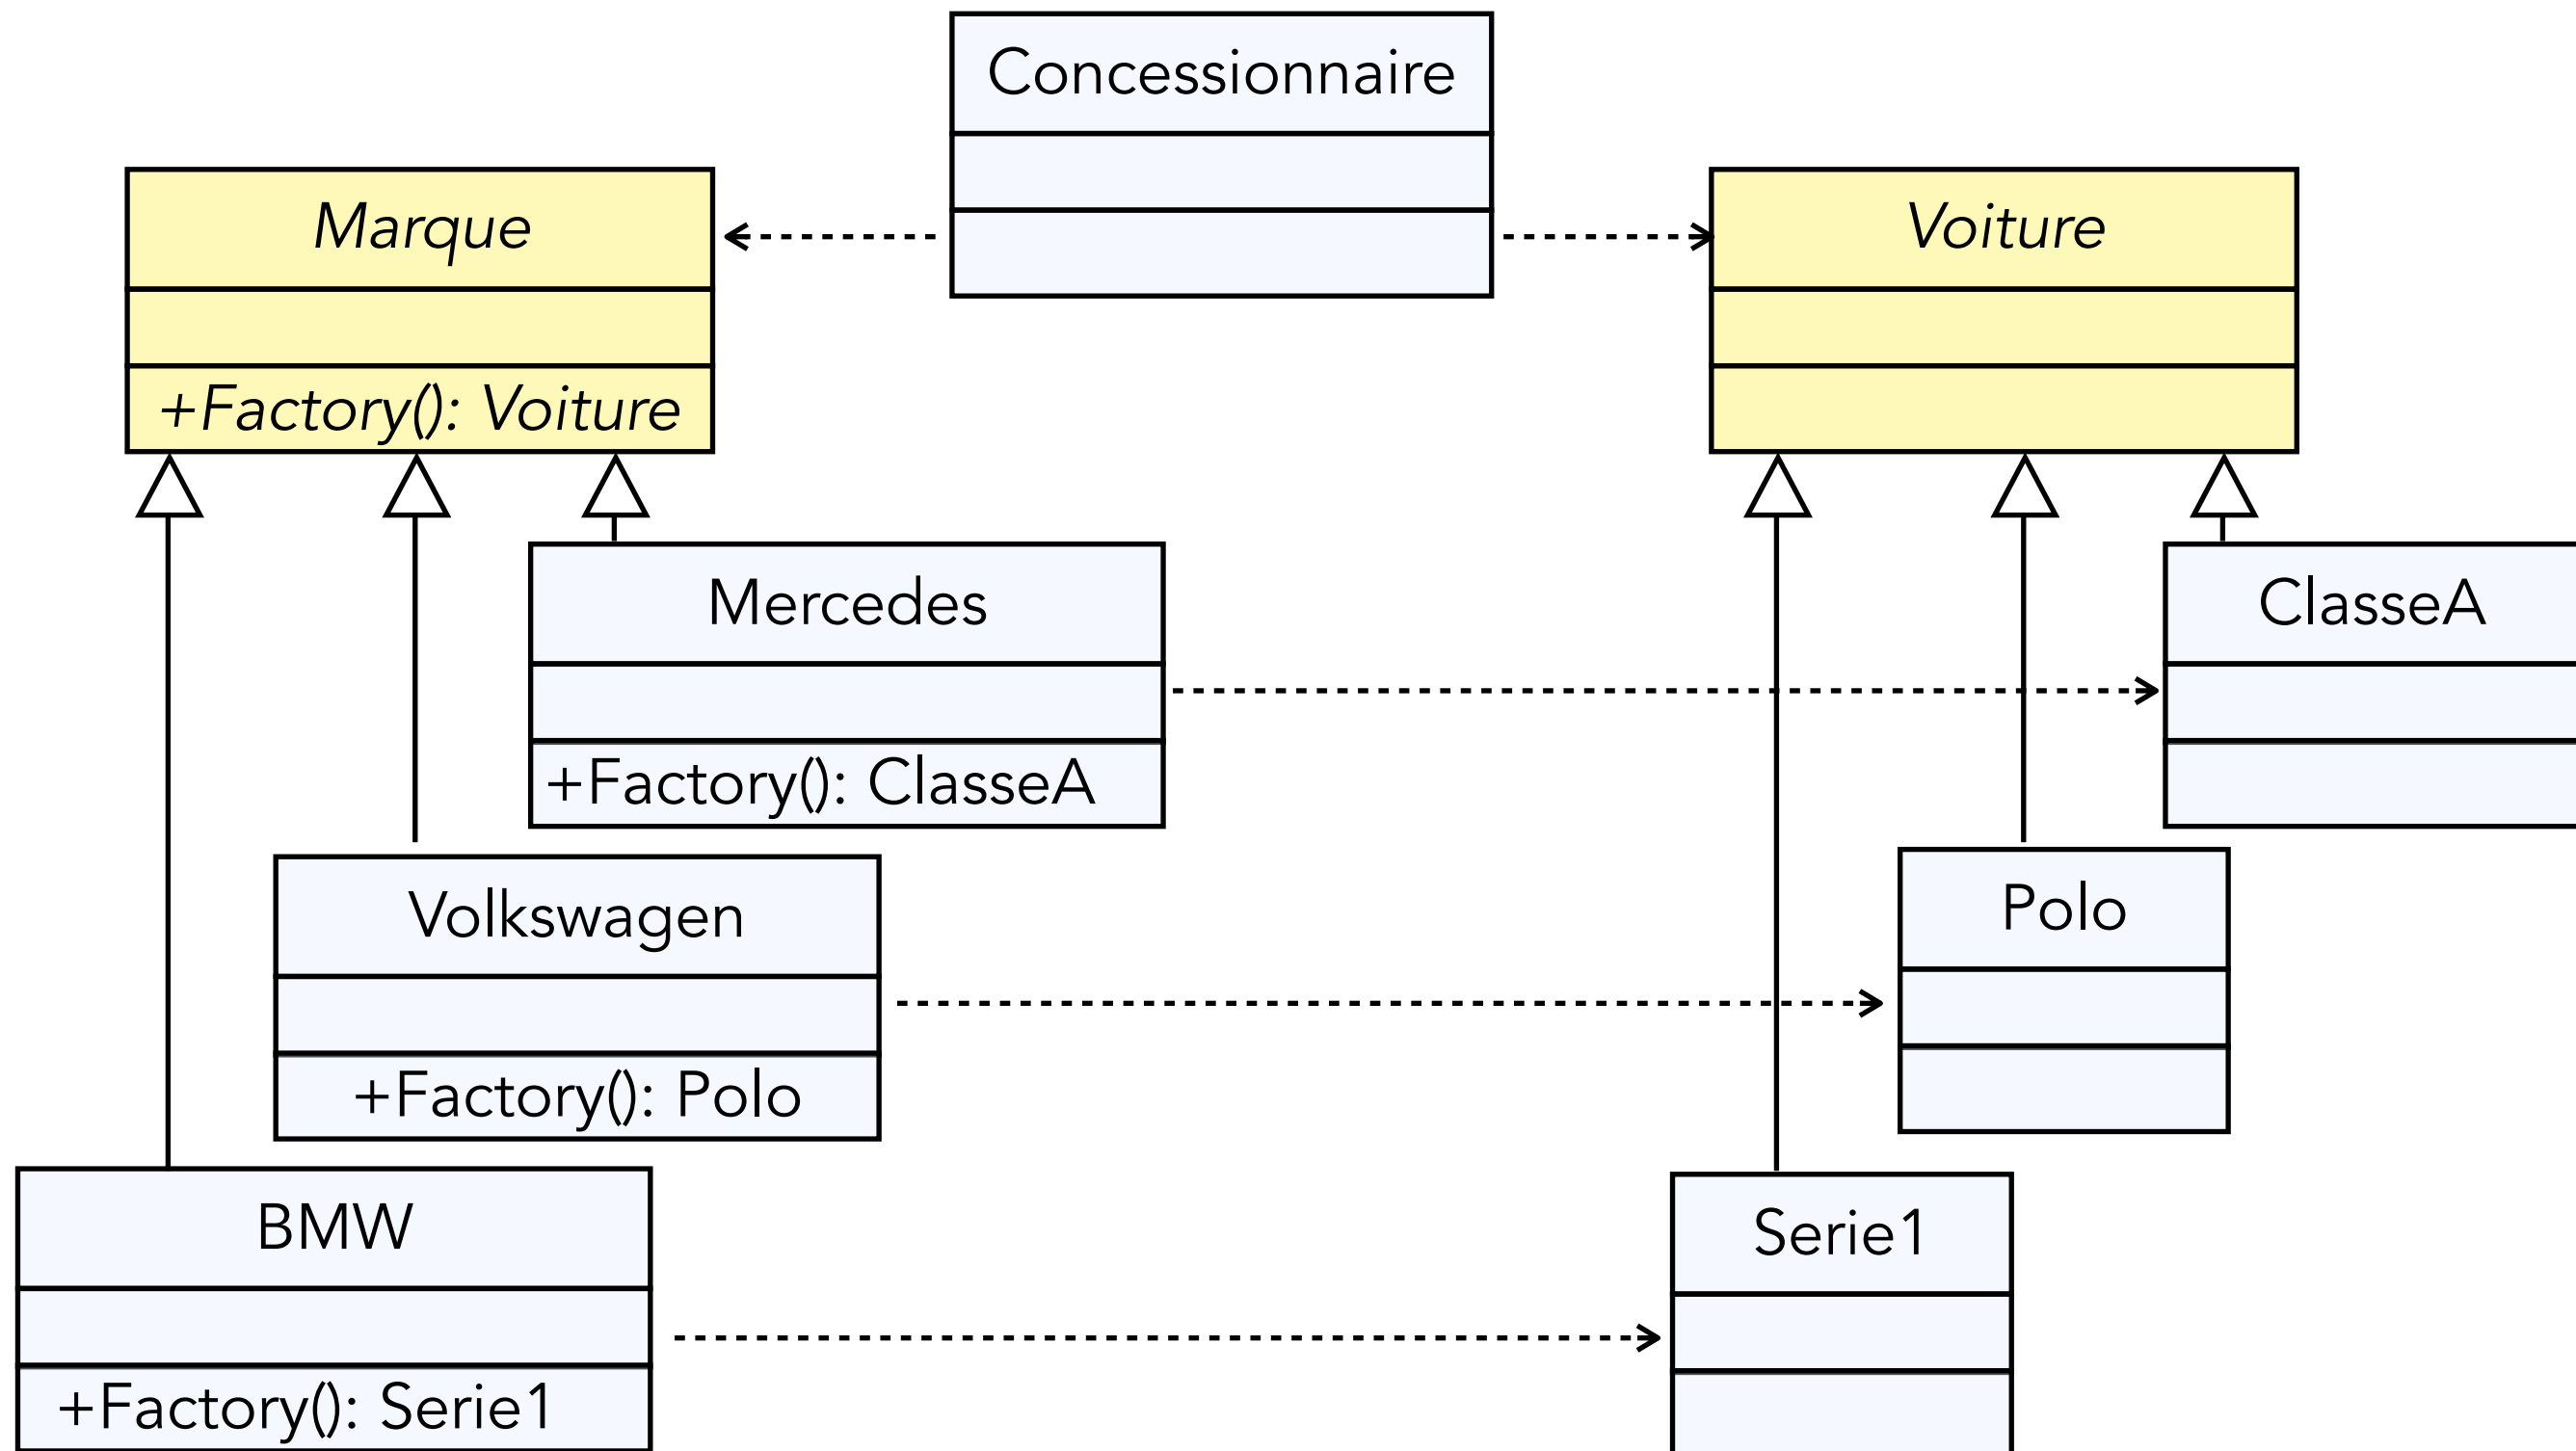 Concessionnaire
Marque
Voiture
+Factory(): Voiture
Mercedes
ClasseA
+Factory(): ClasseA
Volkswagen
Polo
+Factory(): Polo
BMW
Serie1
+Factory(): Serie1